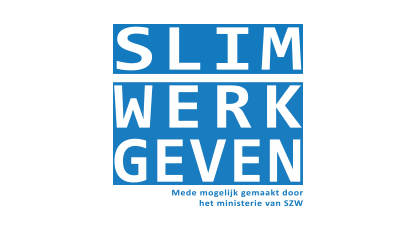 SLIM
WERK
GEVEN
Mede mogelijk gemaakt door
het ministerie van SZW